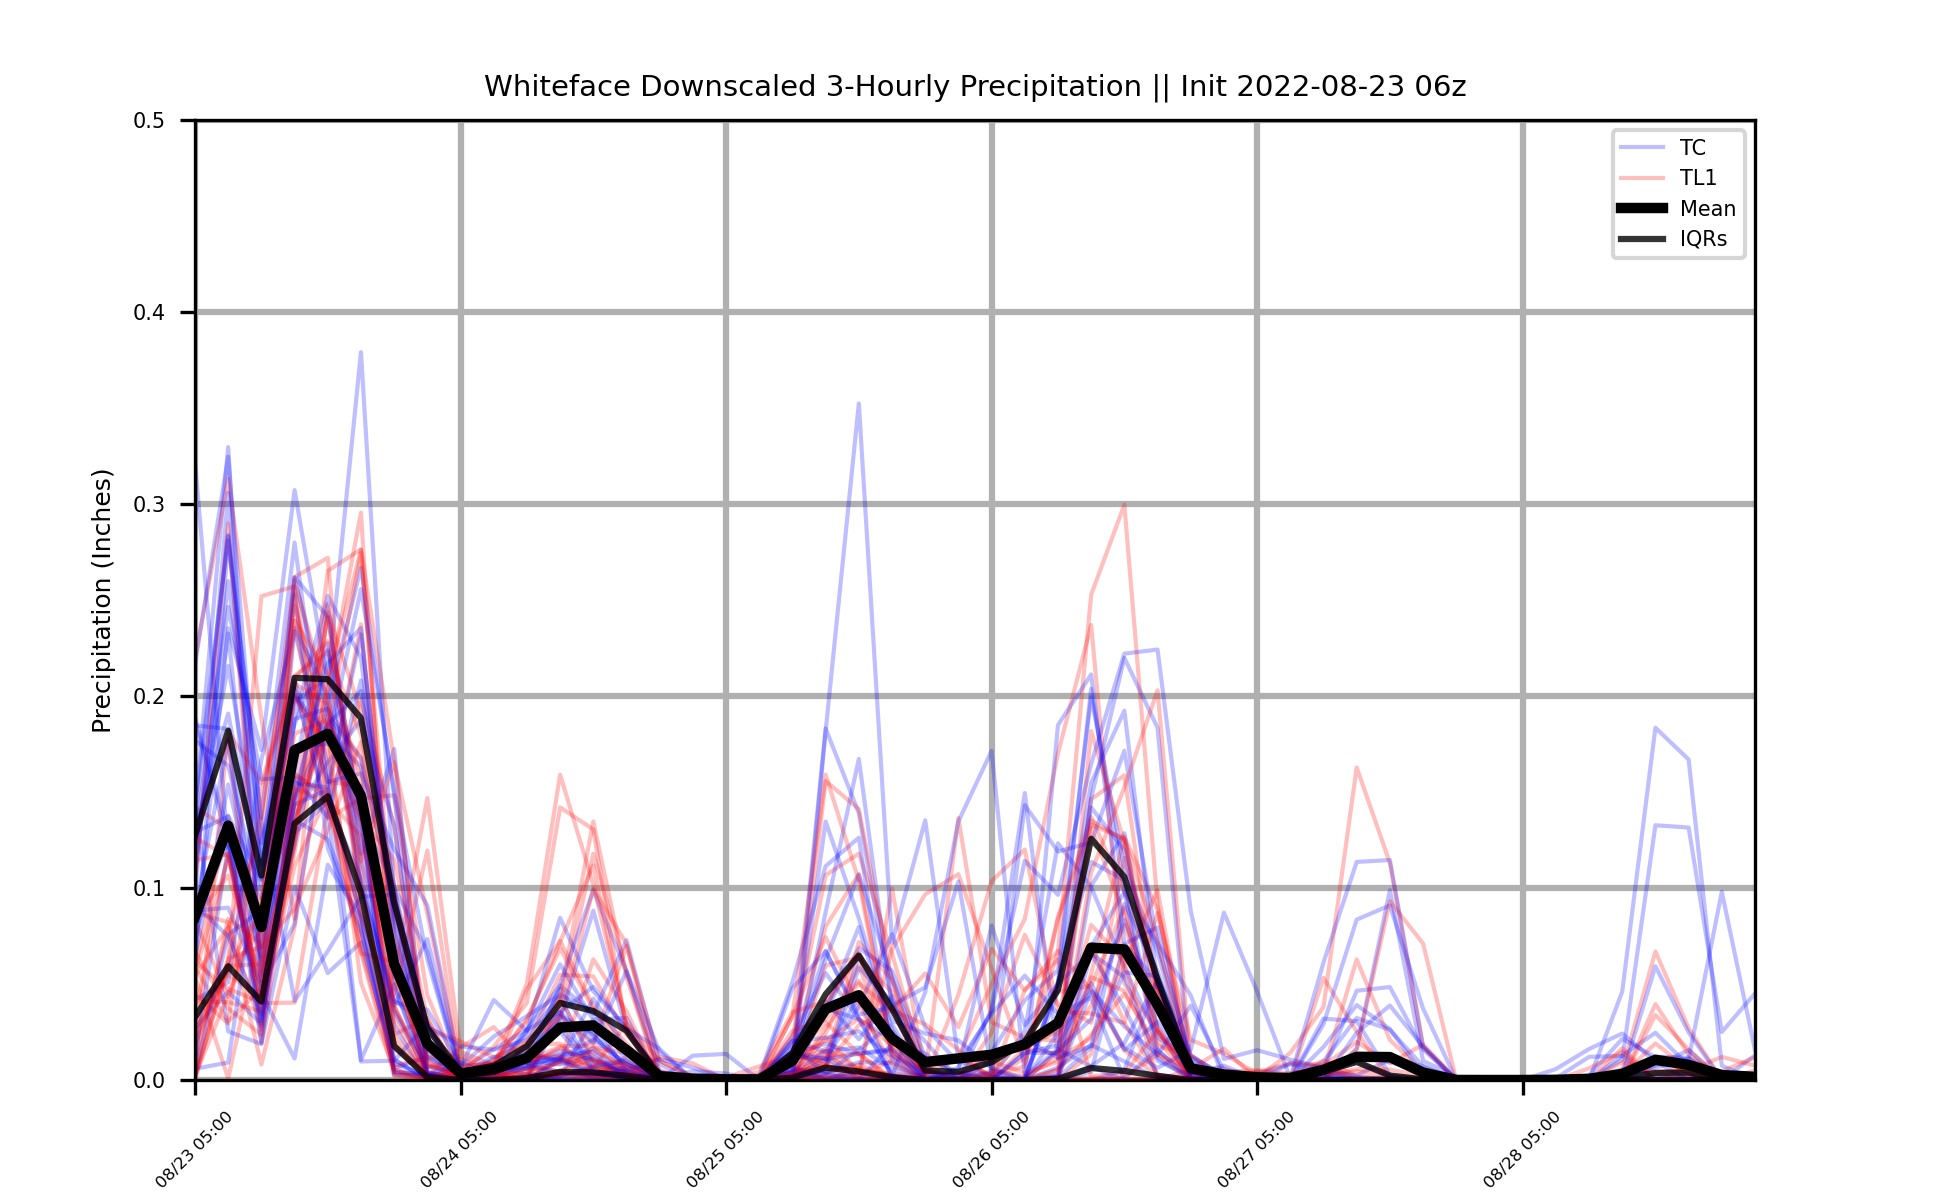 Whiteface Downscaled 3-Hourly Precipitation || Init 2022-08-23 06z
TC
TL1
Mean
IQRs
Precipitation (Inches)
0.5
0.4
0.3
0.2
0.1
0.0
08/23 05:00
08/24 05:00
08/25 05:00
08/26 05:00
08/27 05:00
08/28 05:00